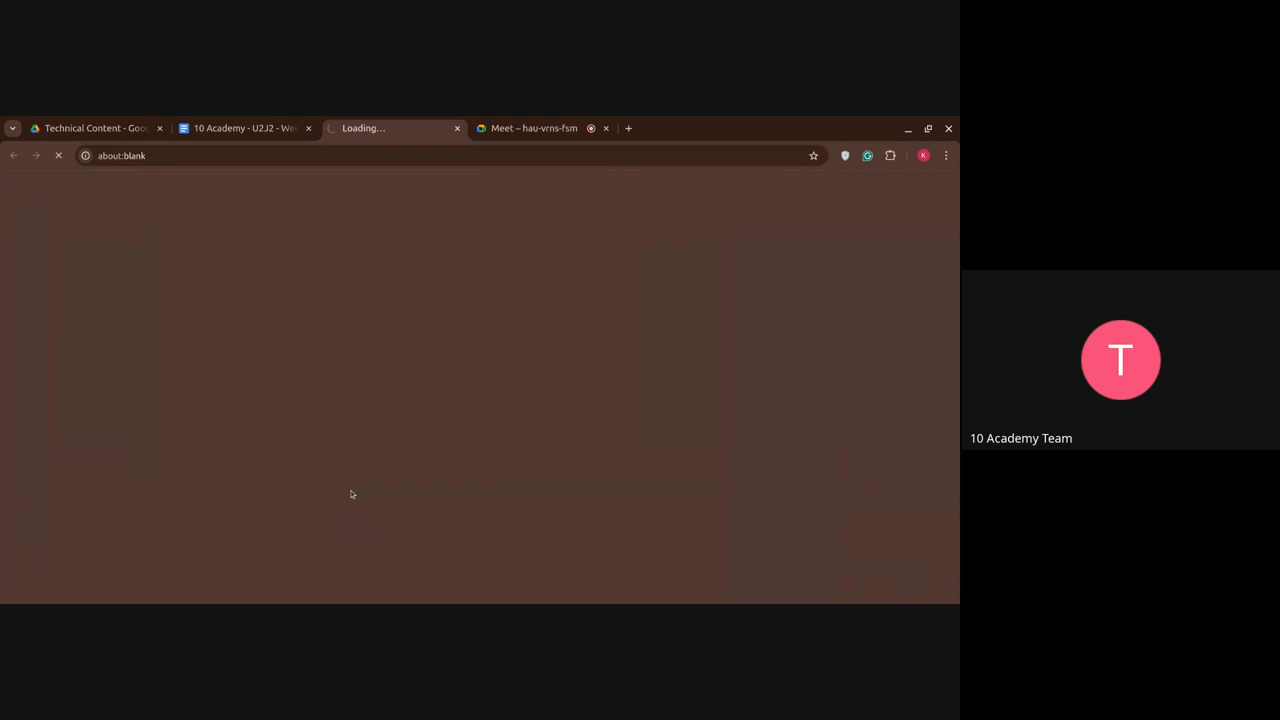 Technical Content - Goo
10 Academy - U2J2 - We
Loading...
Meet – hau-vrns-fsm
about:blank
K
T
10 Academy Team